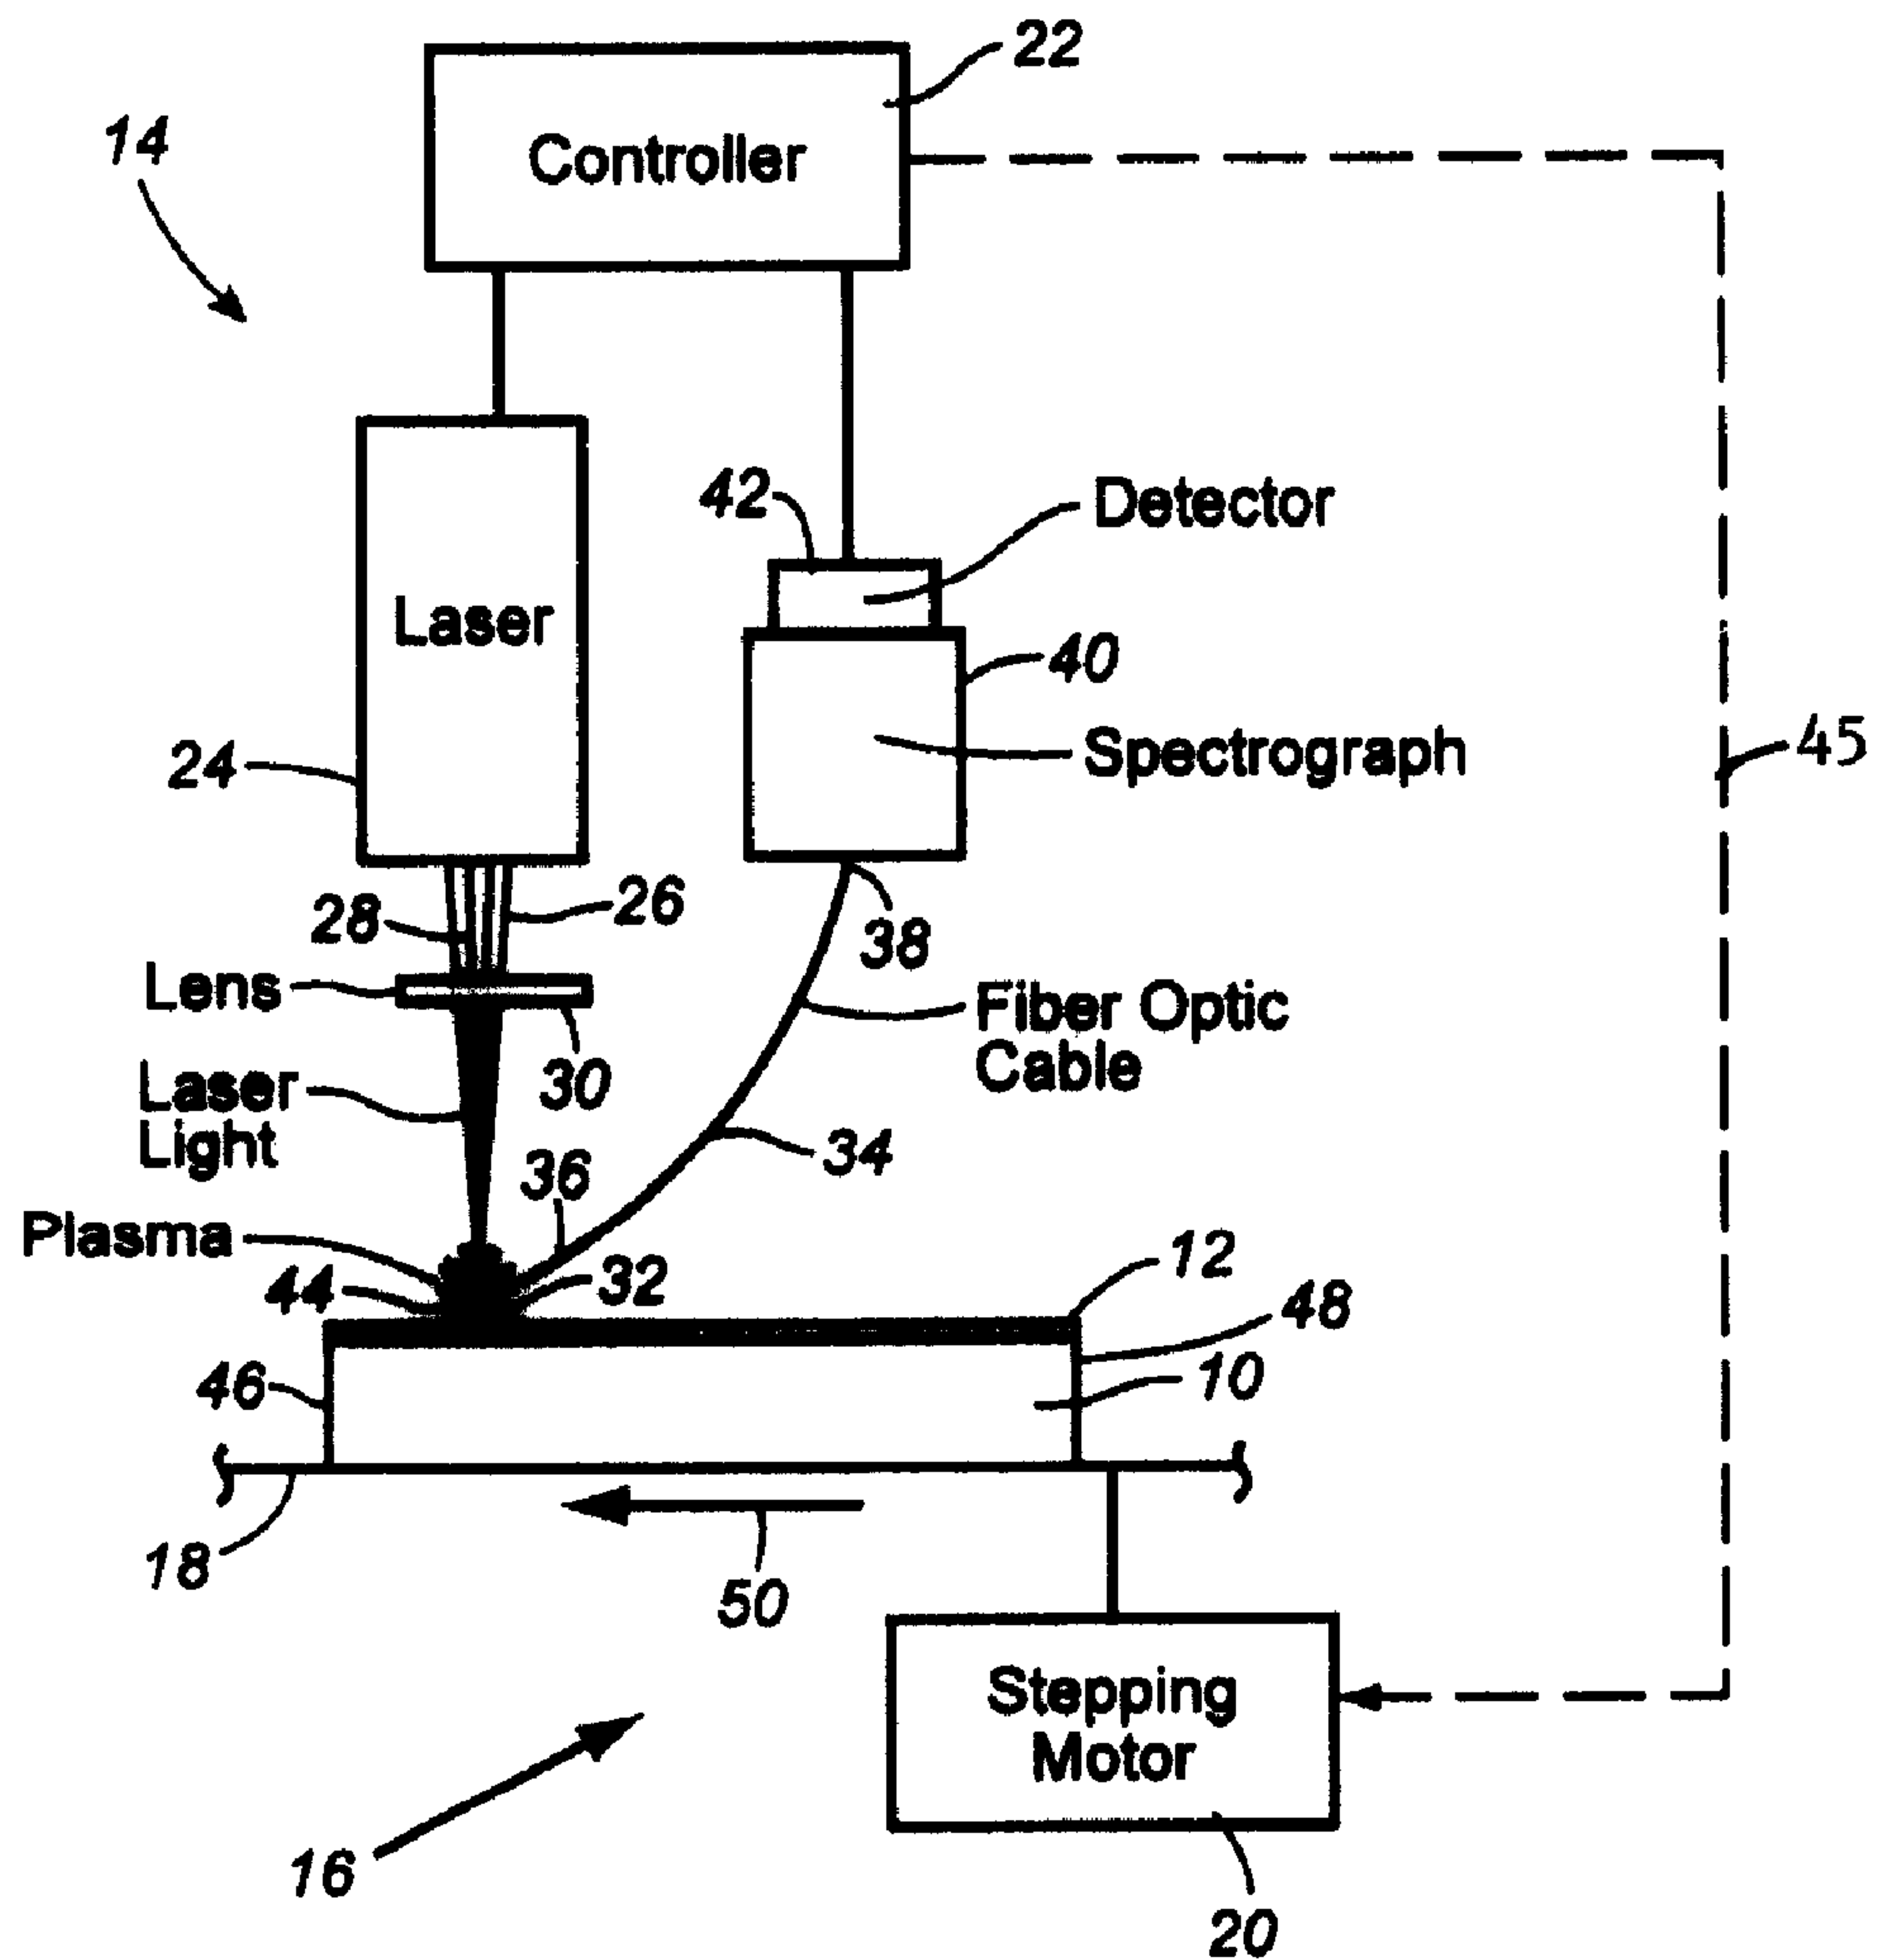 22
14
Controller
42
Detector
Laser
40
24
Spectrograph
45
28
26
38
Lens
Fiber Optic
Cable
30
Laser
Light
34
36
Plasma
12
44
32
48
46
10
18
50
Stepping
Motor
16
20